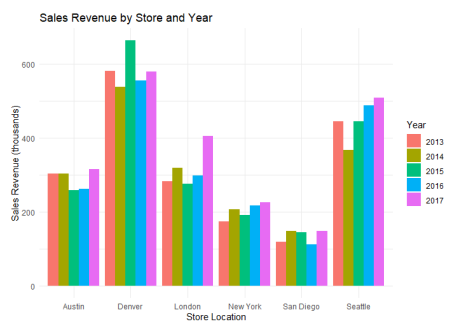 Sales Revenue by Store and Year
Sales Revenue (thousands)
600
400
200
0
Austin
Denver
London
New York
San Diego
Seattle
Store Location
Year
2013
2014
2015
2016
2017